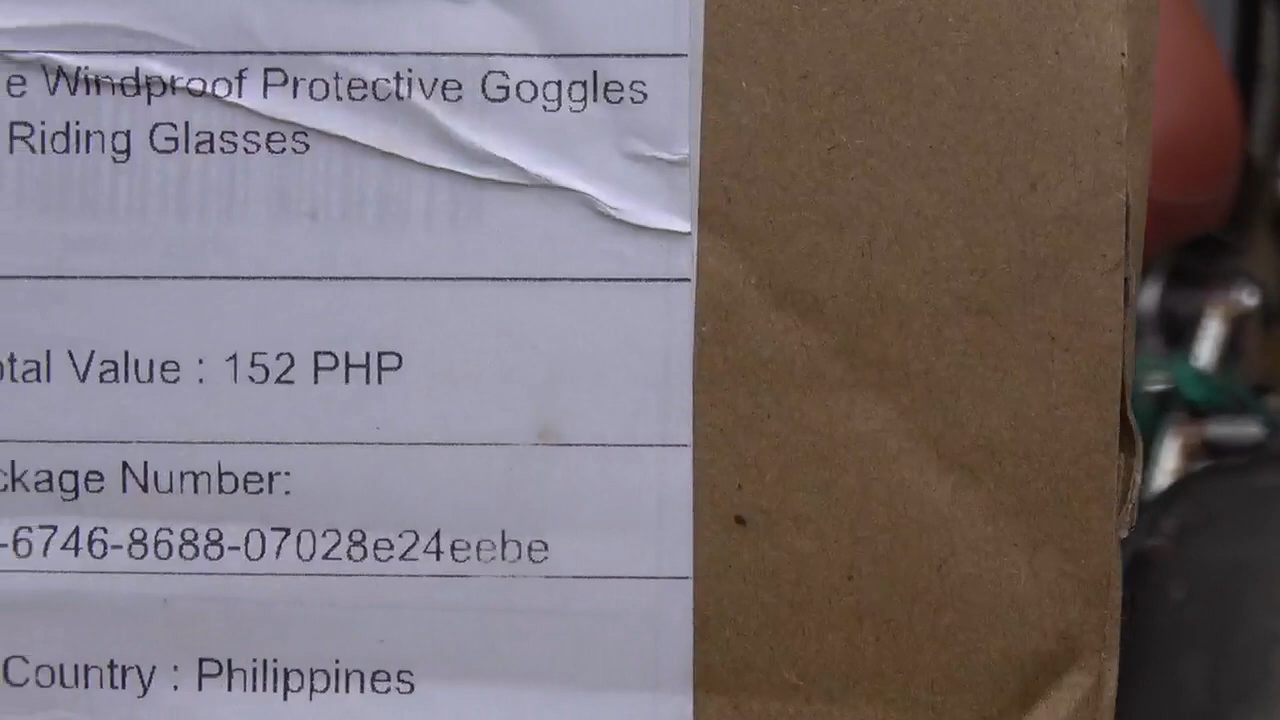 e Windproof Protective Goggles
Riding Glasses
otal Value : 152 PHP
ckage Number:
-6746-8688-07028e24eebe
Country : Philippines